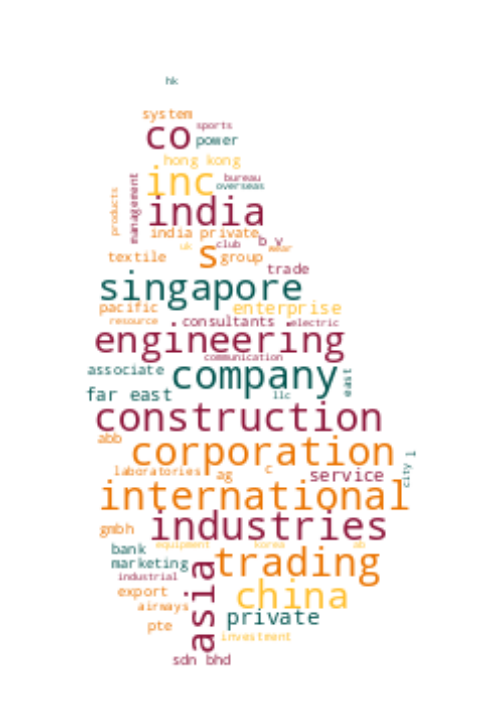 hk
system
co sports
power
hong kong
inc bureau
overseas
products management india
india private b v
uk s club wear
textile group
trade
singapore
pacific enterprise
resource consultants electric
engineering
communication
associate company east
far east llc
construction
abb corporation
laboratories ag c service city l
international
gmbh industries
bank equipment korea ab
marketing trading
industrial asia
export china
airways private
pte investment
sdn bhd